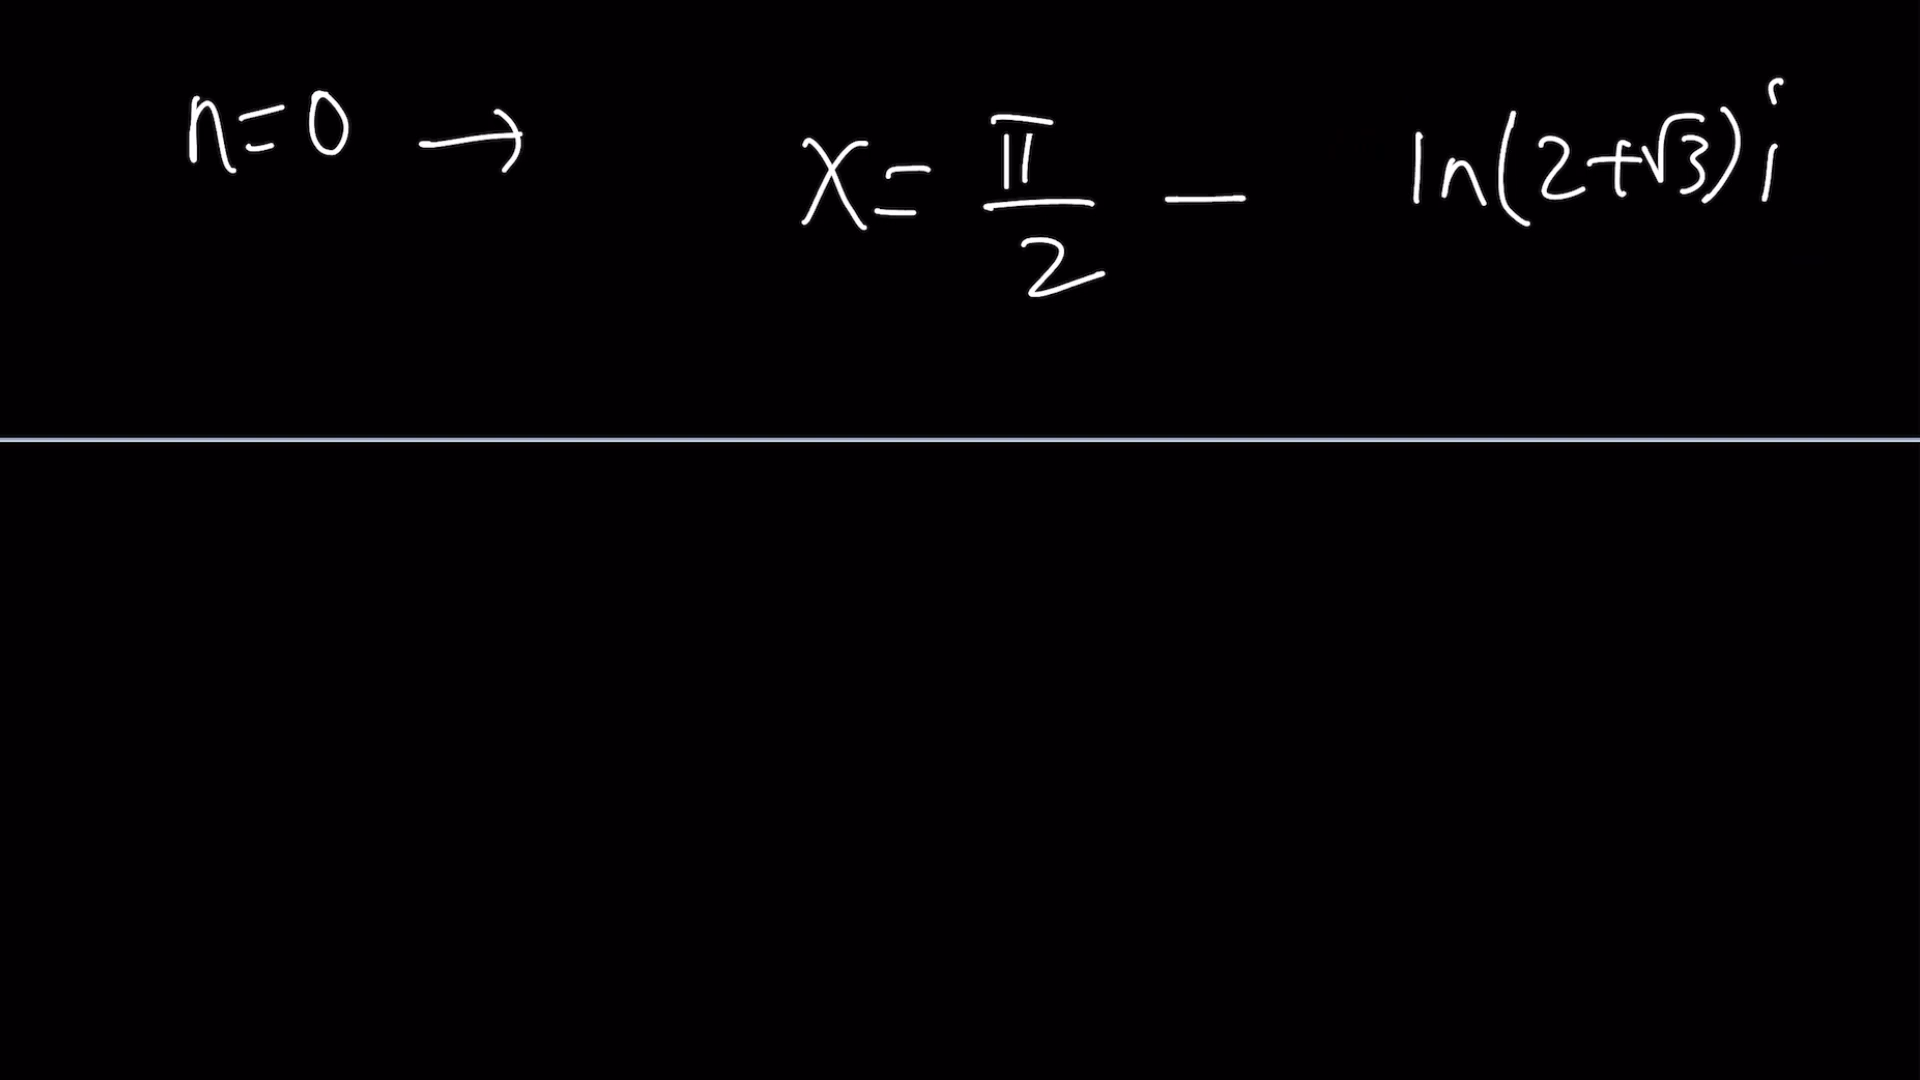 n=0 → x = π/2 − ln(2+√3) i